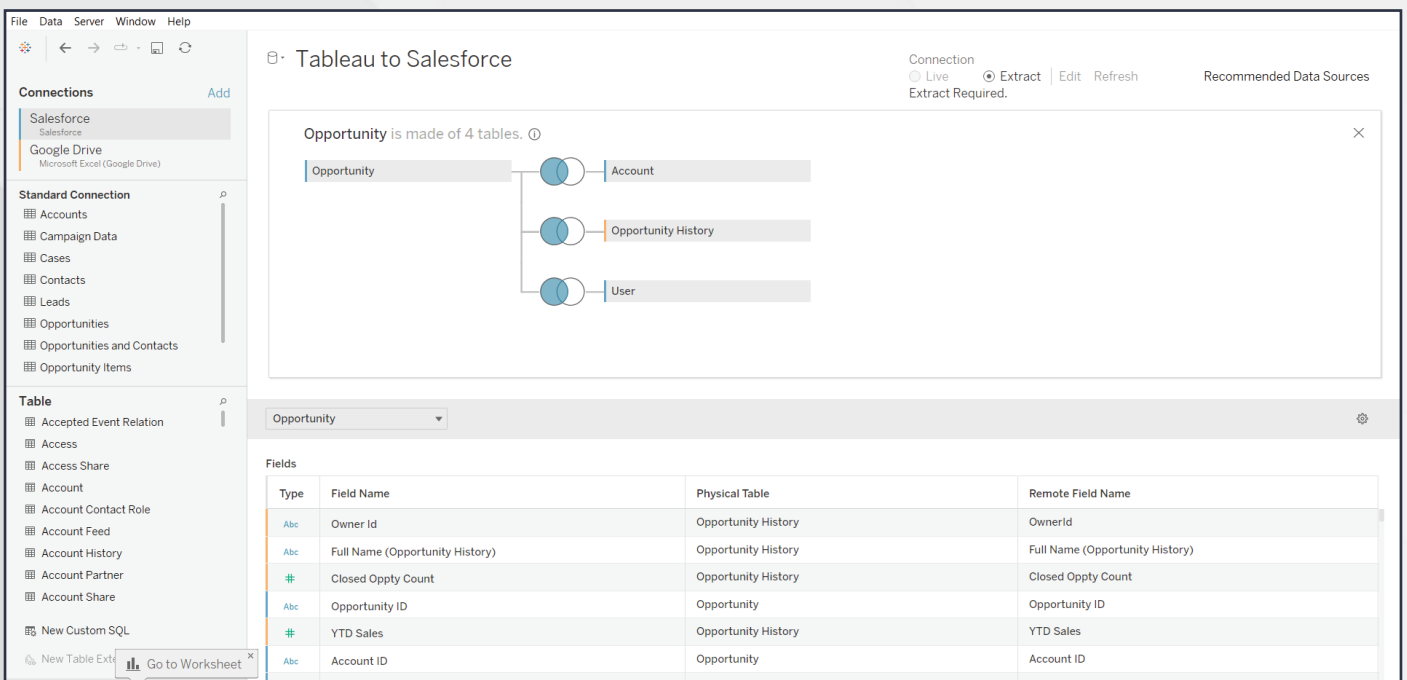 File Data Server Window Help
Tableau to Salesforce
Connection
Live Extract Edit Refresh
Extract Required.
Recommended Data Sources
Connections Add
Salesforce
Salesforce
Google Drive
Microsoft Excel (Google Drive)
Standard Connection
Accounts
Campaign Data
Cases
Contacts
Leads
Opportunities
Opportunities and Contacts
Opportunity Items
Table
Accepted Event Relation
Access
Access Share
Account
Account Contact Role
Account Feed
Account History
Account Partner
Account Share
New Custom SQL
New Table Exte
Go to Worksheet
Opportunity is made of 4 tables.
Opportunity
Account
Opportunity History
User
Opportunity
Fields
Type Field Name Physical Table Remote Field Name
Abc Owner Id Opportunity History OwnerId
Abc Full Name (Opportunity History) Opportunity History Full Name (Opportunity History)
# Closed Oppty Count Opportunity History Closed Oppty Count
Abc Opportunity ID Opportunity Opportunity ID
# YTD Sales Opportunity History YTD Sales
Abc Account ID Opportunity Account ID